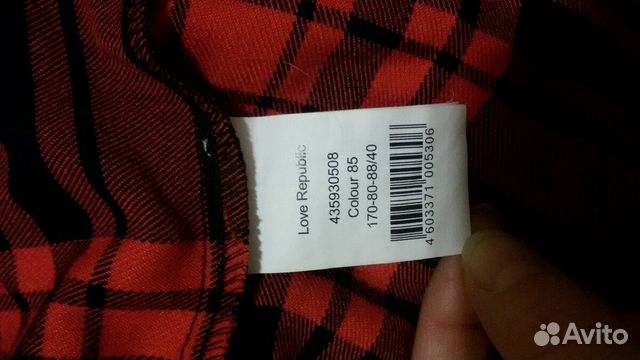 Love Republic
435930508
Colour 85
170-80-88/40
4 603371 005306
Avito